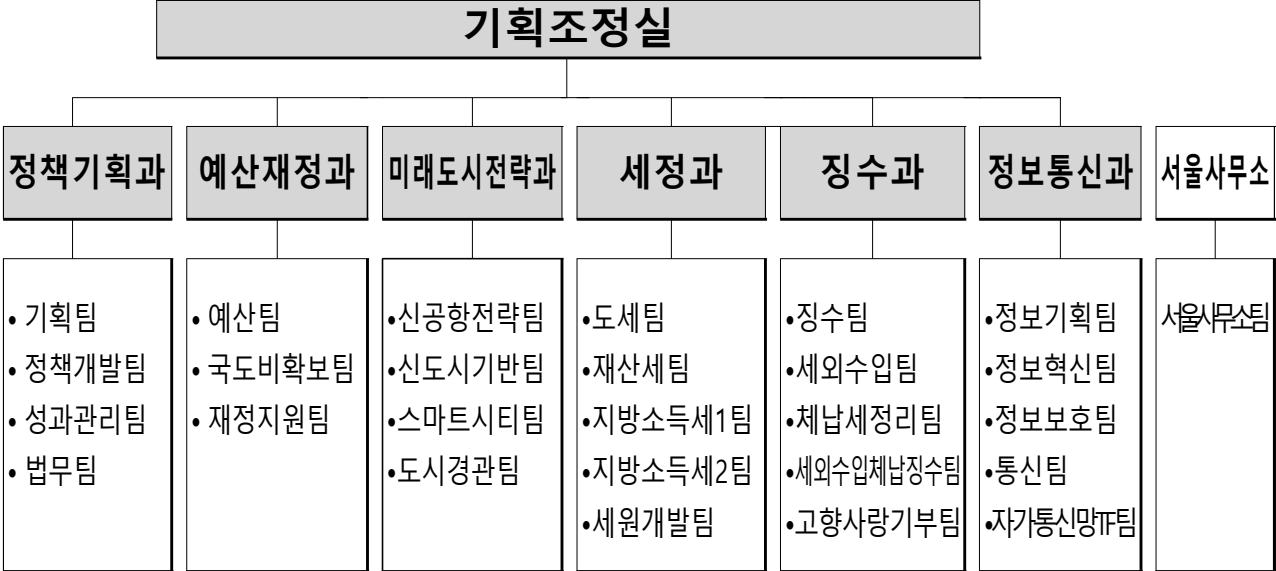 기획조정실
정책기획과
예산재정과
미래도시전략과
세정과
징수과
정보통신과
서울사무소
• 기획팀
• 정책개발팀
• 성과관리팀
• 법무팀
• 예산팀
• 국도비확보팀
• 재정지원팀
•신공항전략팀
•신도시기반팀
•스마트시티팀
•도시경관팀
•도세팀
•재산세팀
•지방소득세1팀
•지방소득세2팀
•세원개발팀
•징수팀
•세외수입팀
•체납세정리팀
•세외수입체납징수팀
•고향사랑기부팀
•정보기획팀
•정보혁신팀
•정보보호팀
•통신팀
•자가통신망TF팀
서울사무소팀